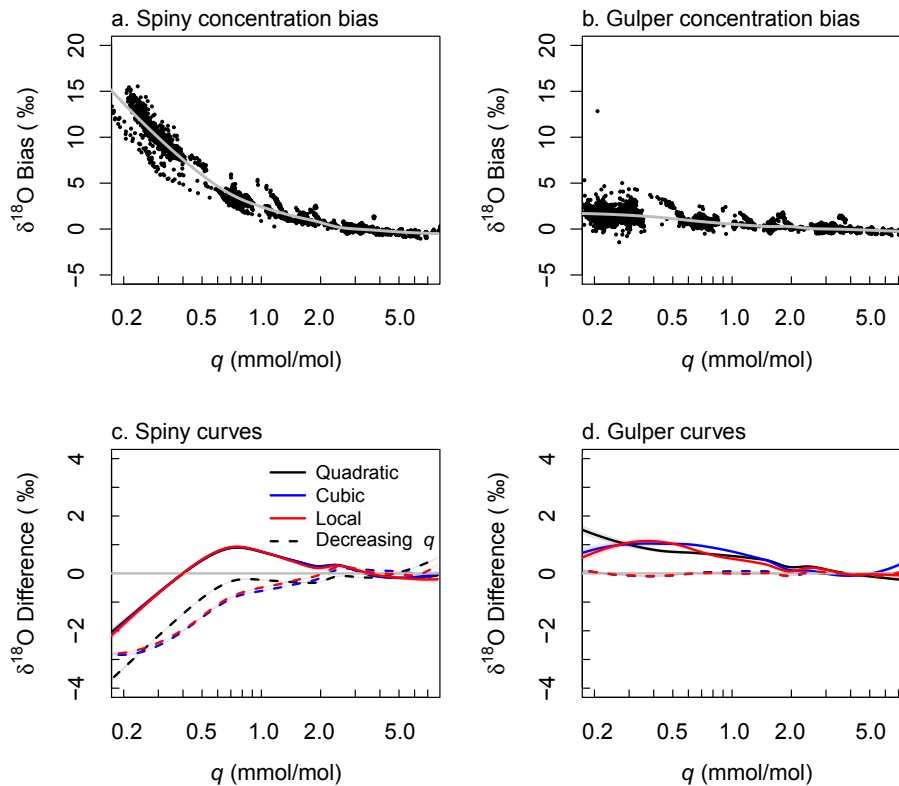 a. Spiny concentration bias
b. Gulper concentration bias
δ18O Bias ( ‰)
20
15
10
5
0
−5
0.2 0.5 1.0 2.0 5.0
q (mmol/mol)
δ18O Bias ( ‰)
20
15
10
5
0
−5
0.2 0.5 1.0 2.0 5.0
q (mmol/mol)
c. Spiny curves
d. Gulper curves
δ18O Difference ( ‰)
4
2
0
−2
−4
Quadratic
Cubic
Local
Decreasing q
0.2 0.5 1.0 2.0 5.0
q (mmol/mol)
δ18O Difference ( ‰)
4
2
0
−2
−4
0.2 0.5 1.0 2.0 5.0
q (mmol/mol)